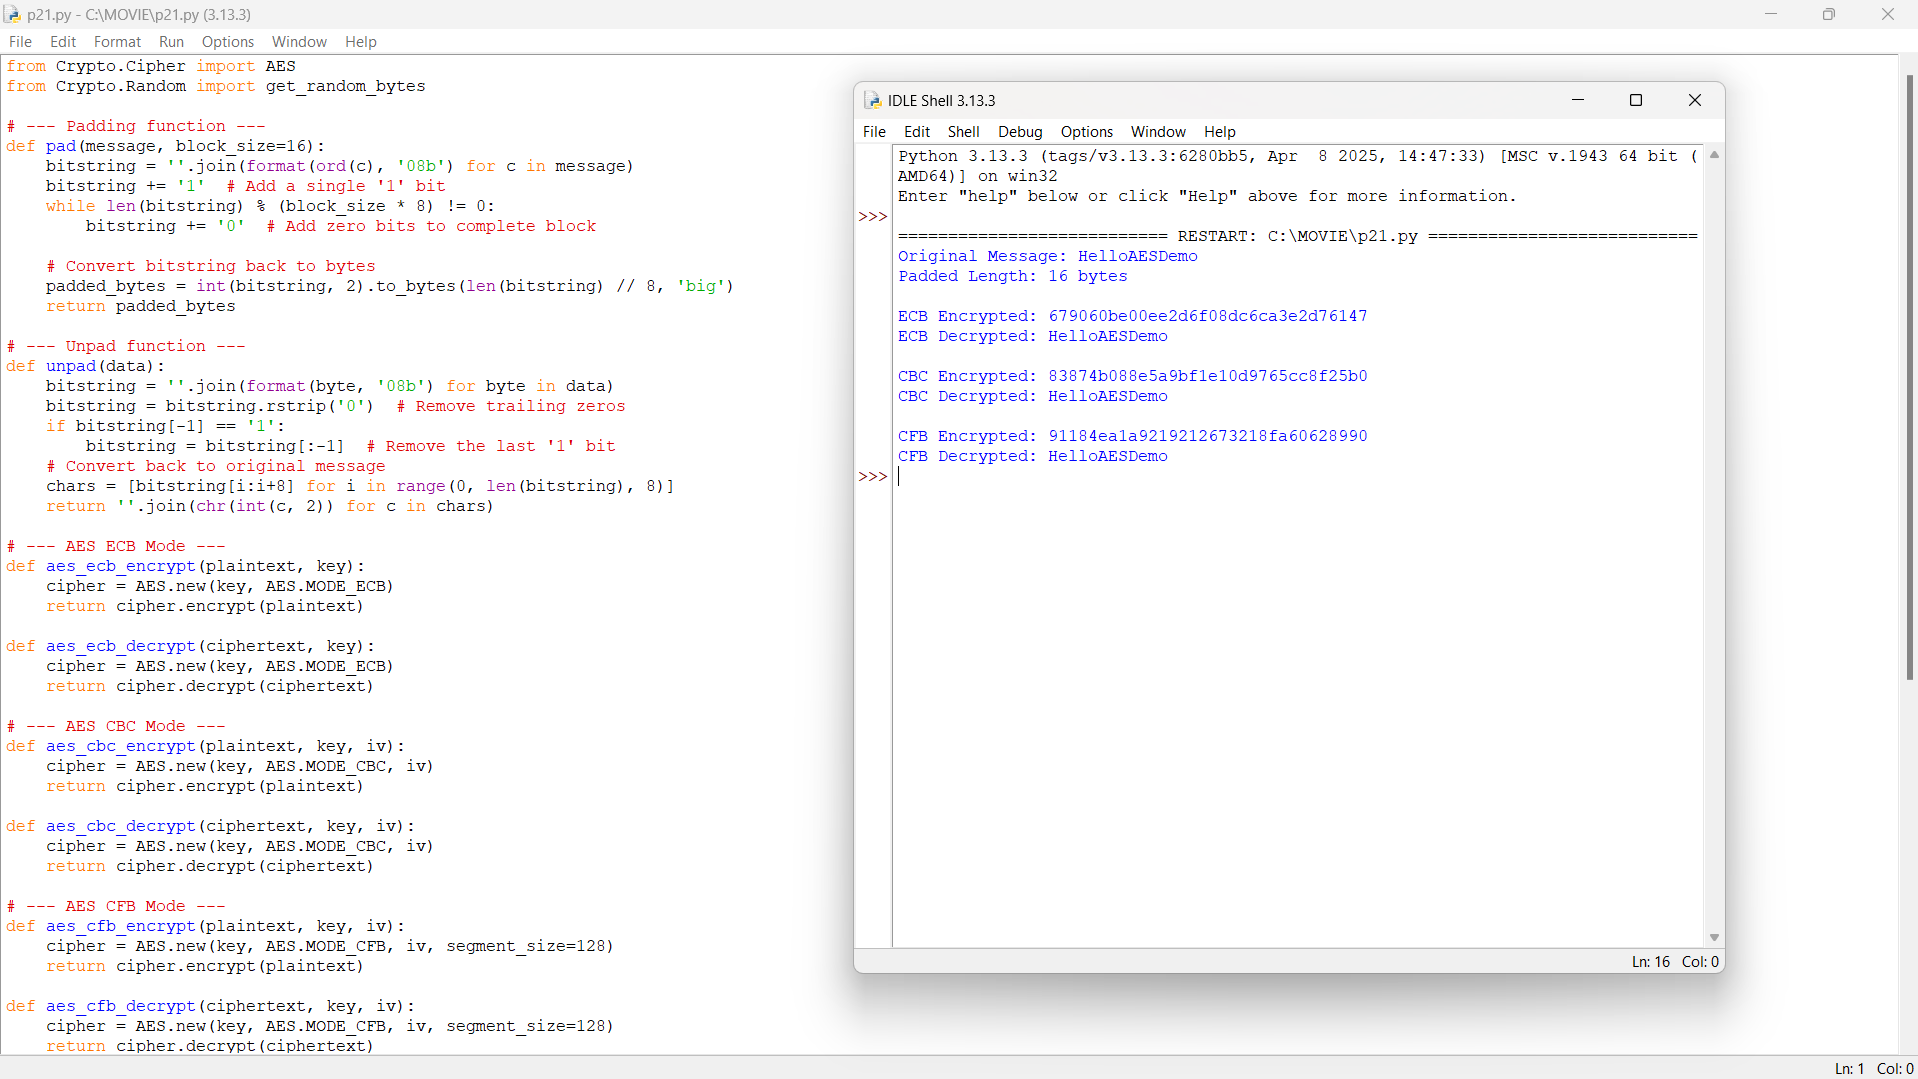 p21.py - C:\MOVIE\p21.py (3.13.3)
File Edit Format Run Options Window Help
from Crypto.Cipher import AES
from Crypto.Random import get_random_bytes
# --- Padding function ---
def pad(message, block_size=16):
    bitstring = ''.join(format(ord(c), '08b') for c in message)
    bitstring += '1'  # Add a single '1' bit
    while len(bitstring) % (block_size * 8) != 0:
        bitstring += '0'  # Add zero bits to complete block
    # Convert bitstring back to bytes
    padded_bytes = int(bitstring, 2).to_bytes(len(bitstring) // 8, 'big')
    return padded_bytes
# --- Unpad function ---
def unpad(data):
    bitstring = ''.join(format(byte, '08b') for byte in data)
    bitstring = bitstring.rstrip('0')  # Remove trailing zeros
    if bitstring[-1] == '1':
        bitstring = bitstring[:-1]  # Remove the last '1' bit
    # Convert back to original message
    chars = [bitstring[i:i+8] for i in range(0, len(bitstring), 8)]
    return ''.join(chr(int(c, 2)) for c in chars)
# --- AES ECB Mode ---
def aes_ecb_encrypt(plaintext, key):
    cipher = AES.new(key, AES.MODE_ECB)
    return cipher.encrypt(plaintext)
def aes_ecb_decrypt(ciphertext, key):
    cipher = AES.new(key, AES.MODE_ECB)
    return cipher.decrypt(ciphertext)
# --- AES CBC Mode ---
def aes_cbc_encrypt(plaintext, key, iv):
    cipher = AES.new(key, AES.MODE_CBC, iv)
    return cipher.encrypt(plaintext)
def aes_cbc_decrypt(ciphertext, key, iv):
    cipher = AES.new(key, AES.MODE_CBC, iv)
    return cipher.decrypt(ciphertext)
# --- AES CFB Mode ---
def aes_cfb_encrypt(plaintext, key, iv):
    cipher = AES.new(key, AES.MODE_CFB, iv, segment_size=128)
    return cipher.encrypt(plaintext)
def aes_cfb_decrypt(ciphertext, key, iv):
    cipher = AES.new(key, AES.MODE_CFB, iv, segment_size=128)
    return cipher.decrypt(ciphertext)
Ln: 1 Col: 0
IDLE Shell 3.13.3
File Edit Shell Debug Options Window Help
Python 3.13.3 (tags/v3.13.3:6280bb5, Apr  8 2025, 14:47:33) [MSC v.1943 64 bit (
AMD64)] on win32
Enter "help" below or click "Help" above for more information.
>>>
=========================== RESTART: C:\MOVIE\p21.py ===========================
Original Message: HelloAESDemo
Padded Length: 16 bytes
ECB Encrypted: 679060be00ee2d6f08dc6ca3e2d76147
ECB Decrypted: HelloAESDemo
CBC Encrypted: 83874b088e5a9bf1e10d9765cc8f25b0
CBC Decrypted: HelloAESDemo
CFB Encrypted: 91184ea1a9219212673218fa60628990
CFB Decrypted: HelloAESDemo
>>>
Ln: 16 Col: 0